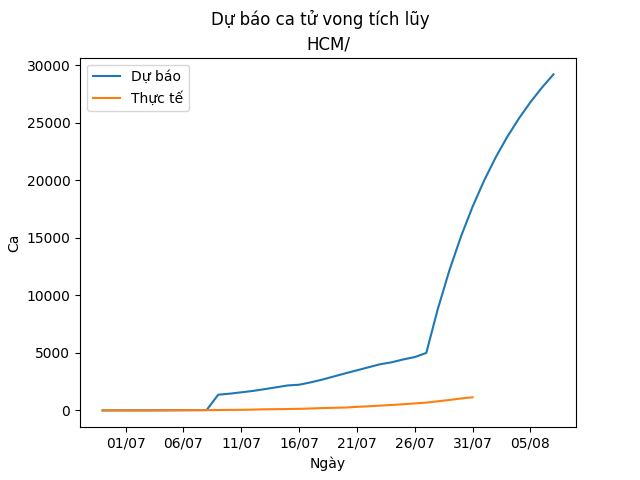 Dự báo ca tử vong tích lũy
HCM/
30000
25000
20000
15000
10000
5000
0
Dự báo
Thực tế
Ca
01/07 06/07 11/07 16/07 21/07 26/07 31/07 05/08
Ngày